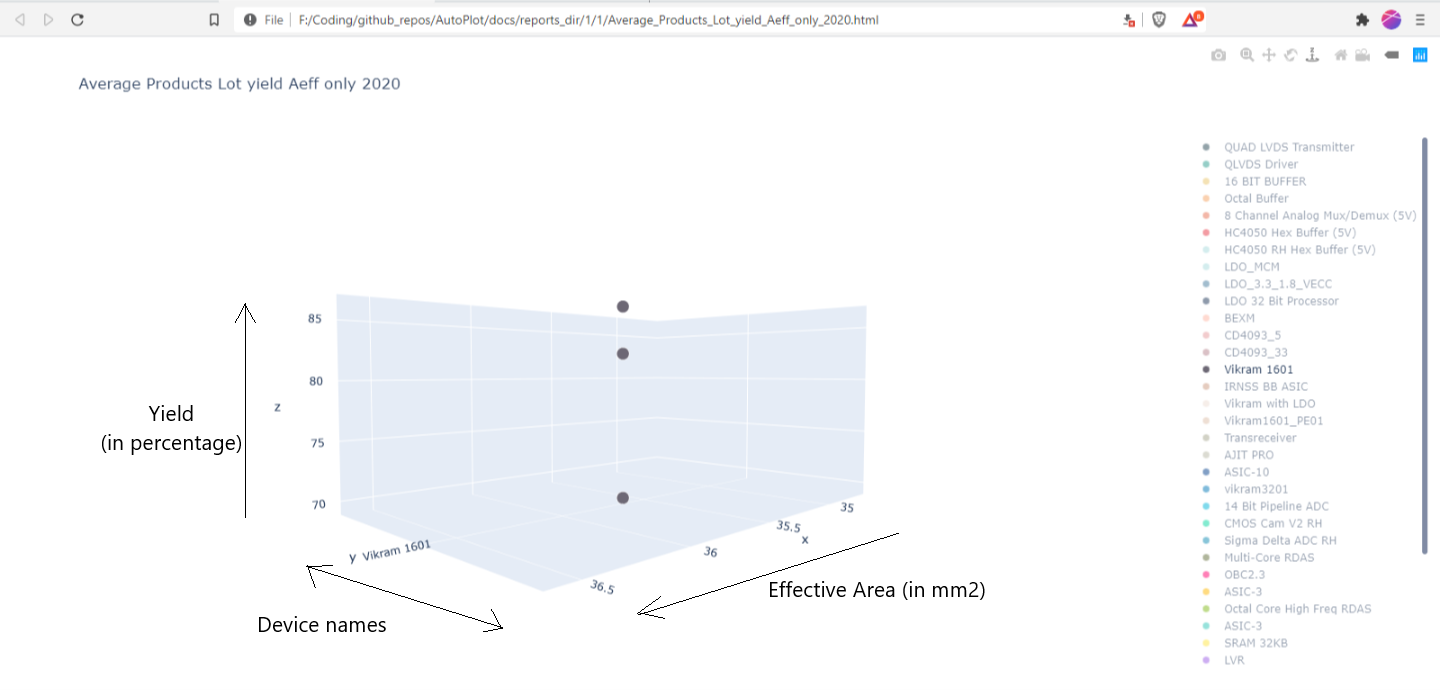 File F:/Coding/github_repos/AutoPlot/docs/reports_dir/1/1/Average_Products_Lot_yield_Aeff_only_2020.html
6
Average Products Lot yield Aeff only 2020
QUAD LVDS Transmitter
QLVDS Driver
16 BIT BUFFER
Octal Buffer
8 Channel Analog Mux/Demux (5V)
HC4050 Hex Buffer (5V)
HC4050 RH Hex Buffer (5V)
LDO_MCM
LDO_3.3_1.8_VECC
LDO 32 Bit Processor
BEXM
CD4093_5
CD4093_33
Vikram 1601
IRNSS BB ASIC
Vikram with LDO
Vikram1601_PE01
Transreceiver
AJIT PRO
ASIC-10
vikram3201
14 Bit Pipeline ADC
CMOS Cam V2 RH
Sigma Delta ADC RH
Multi-Core RDAS
OBC2.3
ASIC-3
Octal Core High Freq RDAS
ASIC-3
SRAM 32KB
LVR
85
80
z
75
70
Yield
(in percentage)
y Vikram 1601
Device names
35
35.5
x
36
36.5
Effective Area (in mm2)